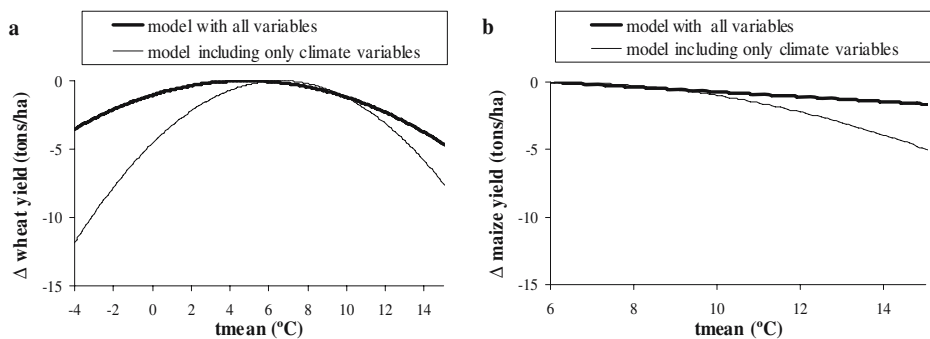 a
model with all variables
model including only climate variables
0
-5
-10
-15
Δ wheat yield (tons/ha)
-4 -2 0 2 4 6 8 10 12 14
tmean (ºC)
b
model with all variables
model including only climate variables
0
-5
-10
-15
Δ maize yield (tons/ha)
6 8 10 12 14
tmean (ºC)